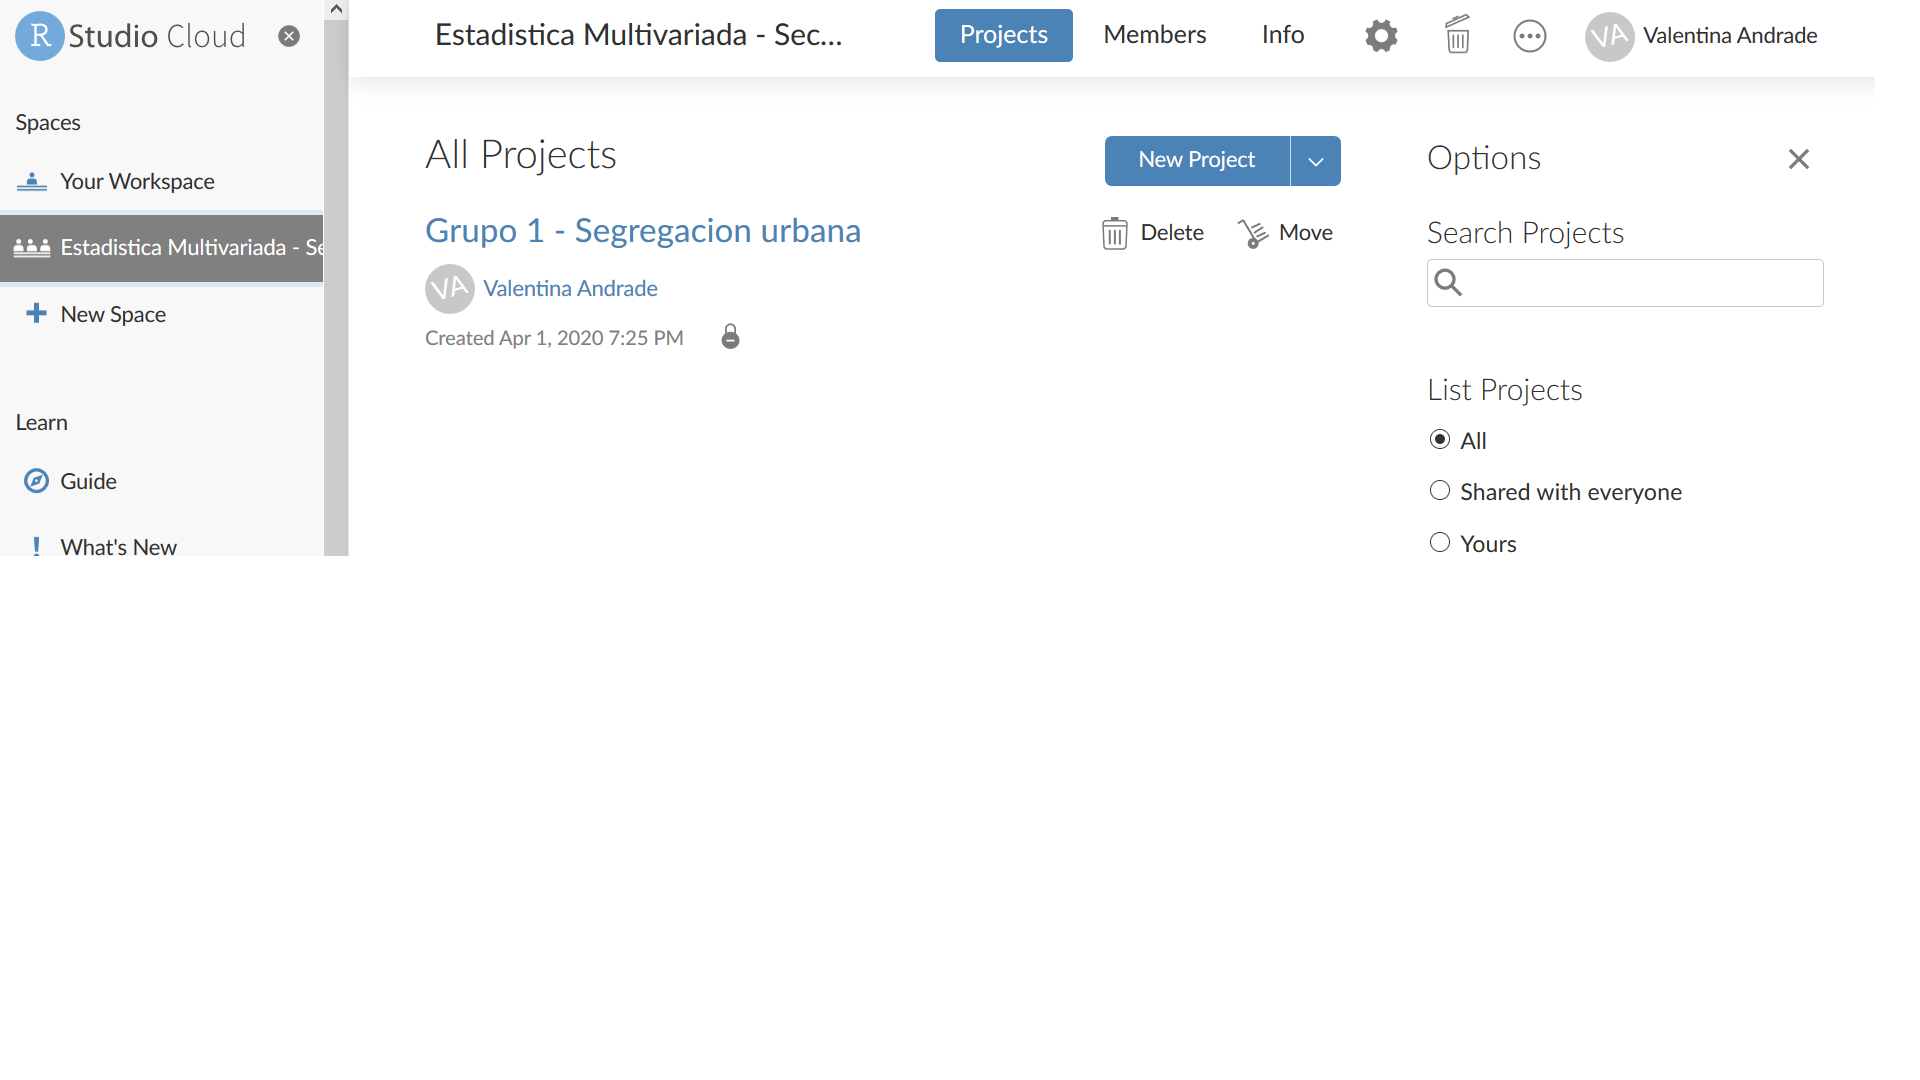 R Studio Cloud
Spaces
Your Workspace
Estadistica Multivariada - Se
New Space
Learn
Guide
What's New
Estadistica Multivariada - Sec...
Projects
Members
Info
VA Valentina Andrade
All Projects
New Project
Grupo 1 - Segregacion urbana
Delete
Move
VA Valentina Andrade
Created Apr 1, 2020 7:25 PM
Options
Search Projects
List Projects
All
Shared with everyone
Yours